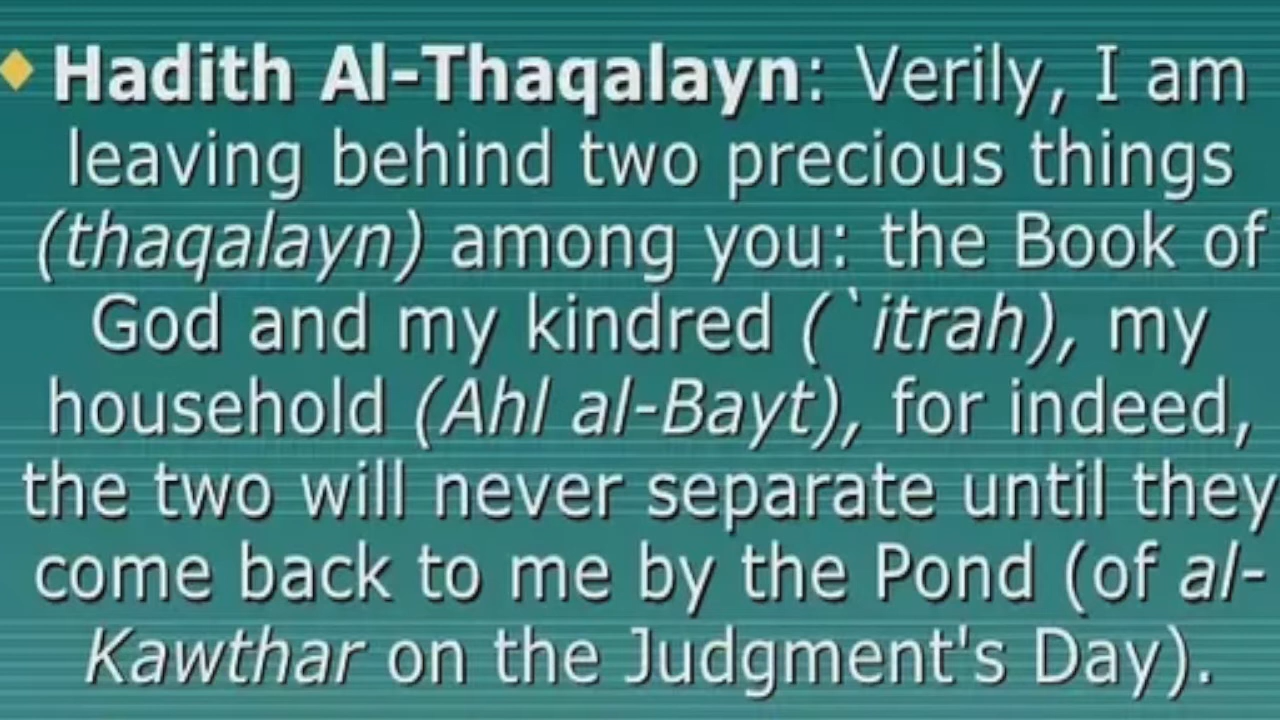 Hadith Al-Thaqalayn: Verily, I am
leaving behind two precious things
(thaqalayn) among you: the Book of
God and my kindred (`itrah), my
household (Ahl al-Bayt), for indeed,
the two will never separate until they
come back to me by the Pond (of al-
Kawthar on the Judgment's Day).